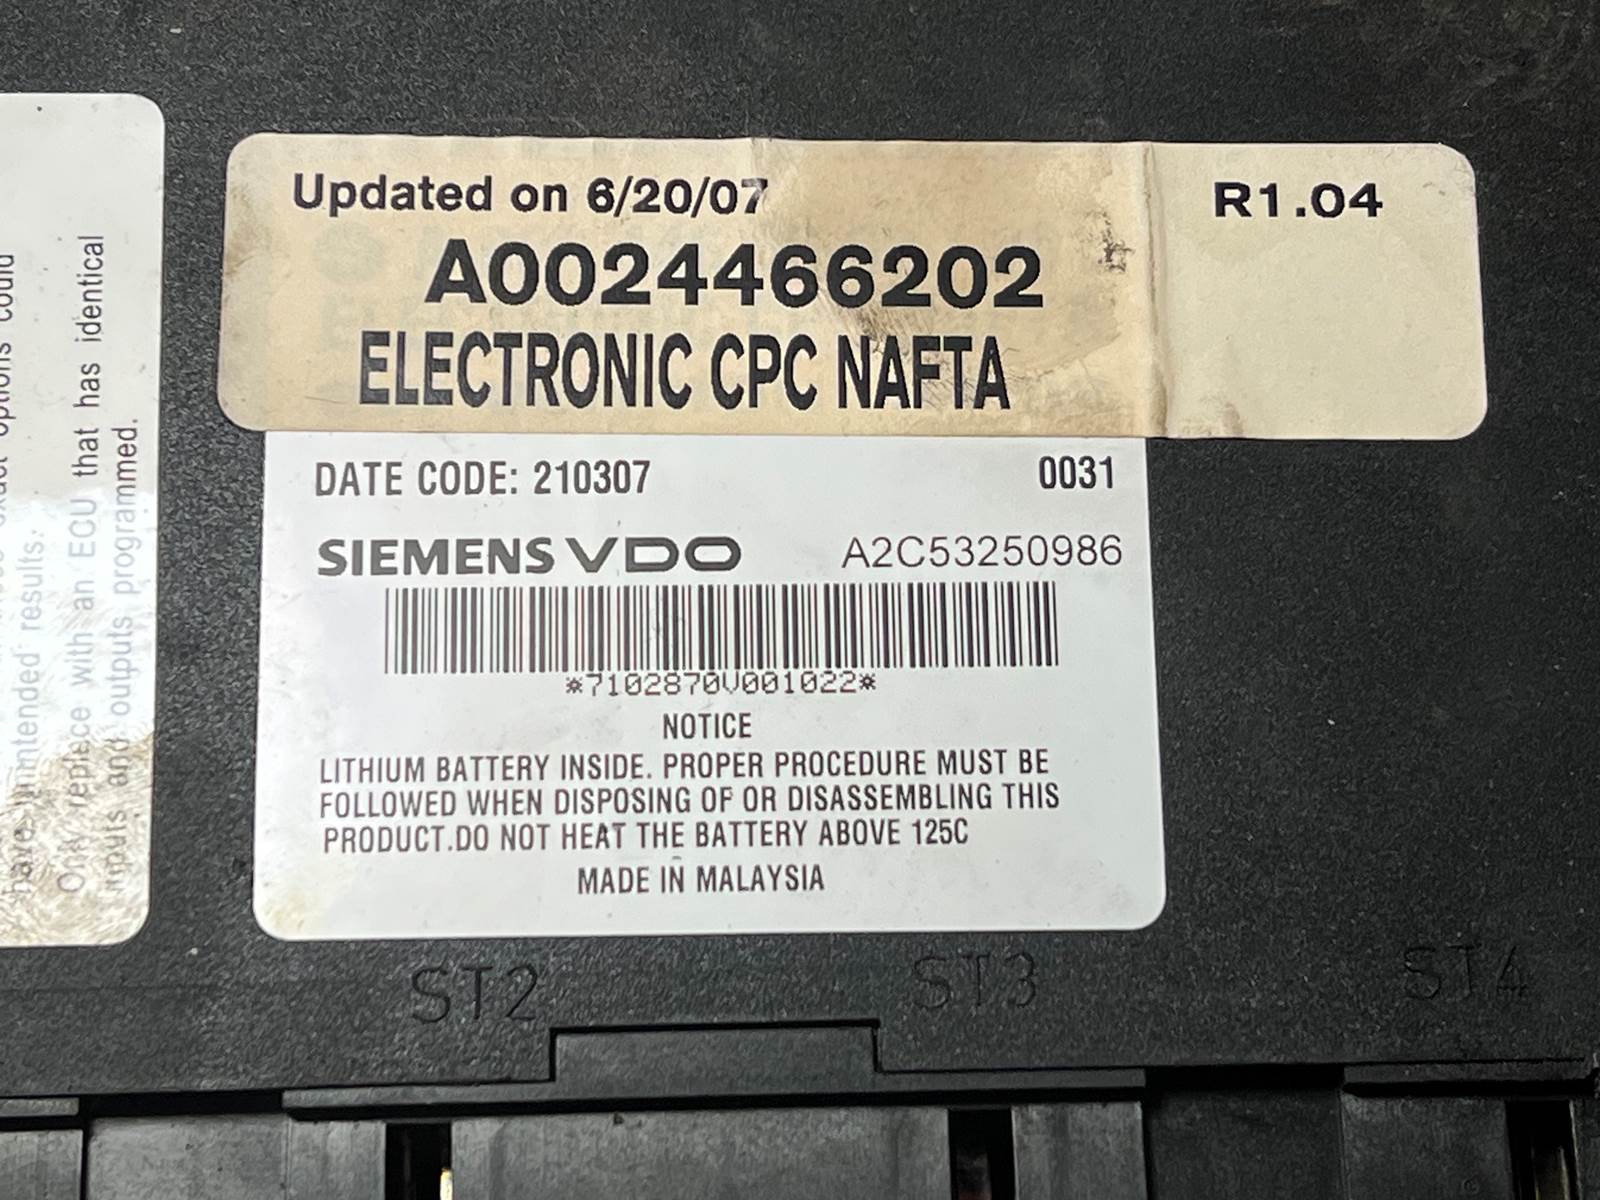 could
unintended results.
Only replace with an ECU that has identical
inputs and outputs programmed.
Updated on 6/20/07
R1.04
A0024466202
ELECTRONIC CPC NAFTA
DATE CODE: 210307
0031
SIEMENS VDO
A2C53250986
*7102870V001022*
NOTICE
LITHIUM BATTERY INSIDE. PROPER PROCEDURE MUST BE
FOLLOWED WHEN DISPOSING OF OR DISASSEMBLING THIS
PRODUCT.DO NOT HEAT THE BATTERY ABOVE 125C
MADE IN MALAYSIA
ST2
ST3
ST4